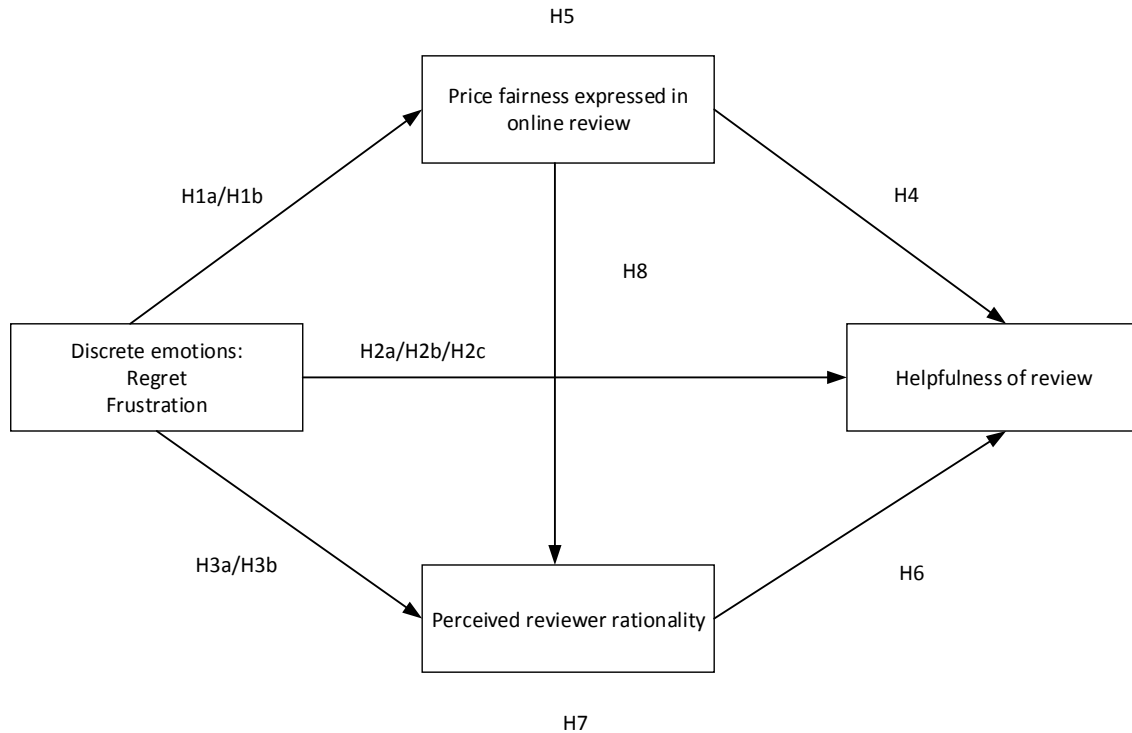 H5
Price fairness expressed in
online review
H1a/H1b
H4
H8
Discrete emotions:
Regret
Frustration
H2a/H2b/H2c
Helpfulness of review
H3a/H3b
H6
Perceived reviewer rationality
H7